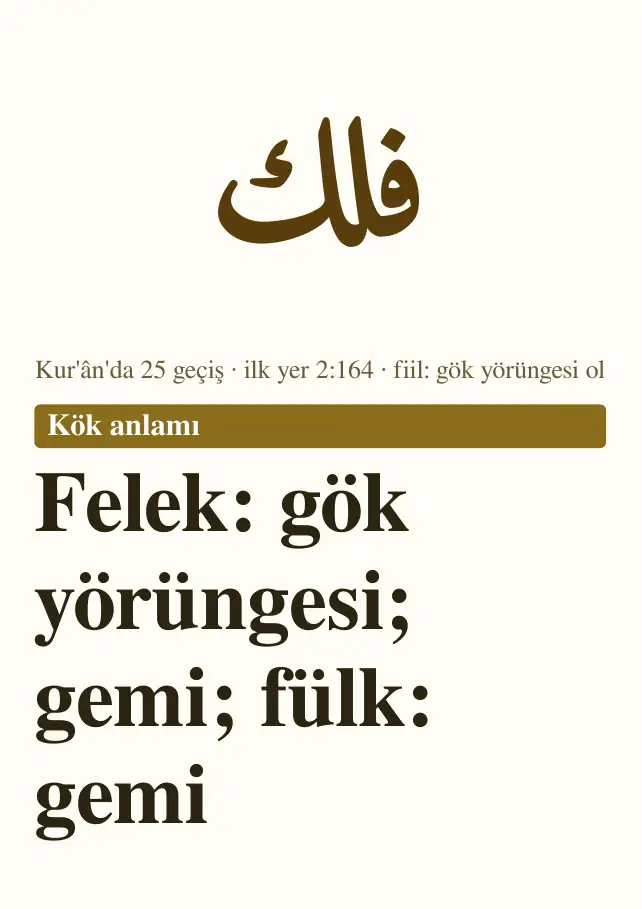 فلك
Kur'ân'da 25 geçiş · ilk yer 2:164 · fiil: gök yörüngesi ol
Kök anlamı
Felek: gök
yörüngesi;
gemi; fülk:
gemi